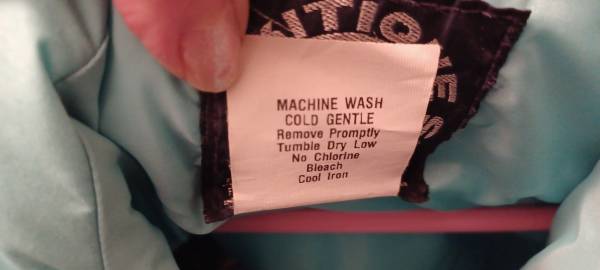 MACHINE WASH
COLD GENTLE
Remove Promptly
Tumble Dry Low
No Chlorine
Bleach
Cool Iron